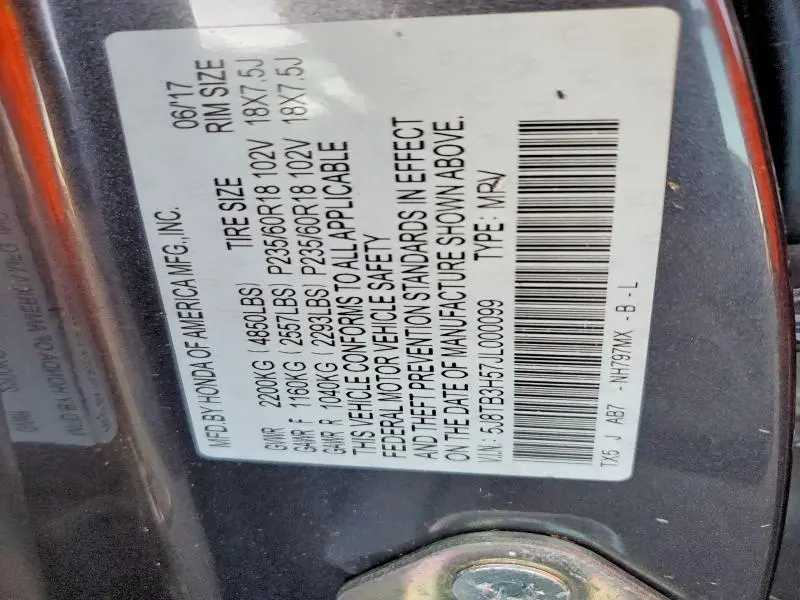 MFD.BY HONDA OF AMERICA MFG.,INC. 06/'17
TIRE SIZE RIM SIZE
GVWR 2200KG ( 4850LBS)
GAWR F 1160KG ( 2557LBS) P235/60R18 102V 18X7.5J
GAWR R 1040KG ( 2293LBS) P235/60R18 102V 18X7.5J
THIS VEHICLE CONFORMS TO ALL APPLICABLE
FEDERAL MOTOR VEHICLE SAFETY
AND THEFT PREVENTION STANDARDS IN EFFECT
ON THE DATE OF MANUFACTURE SHOWN ABOVE.
V.I.N: 5J8TB3H57JL000099 TYPE: MPV
TX5 J AB7 -NH797MX - B - L